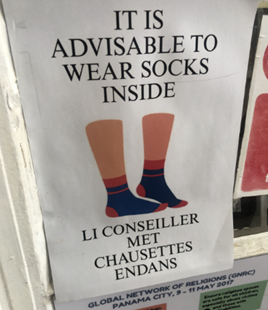 IT IS
ADVISABLE TO
WEAR SOCKS
INSIDE
LI CONSEILLER
MET
CHAUSETTES
ENDANS
GLOBAL NETWORK OF RELIGIONS (GNRC)
PANAMA CITY, 9 – 11 MAY 2017